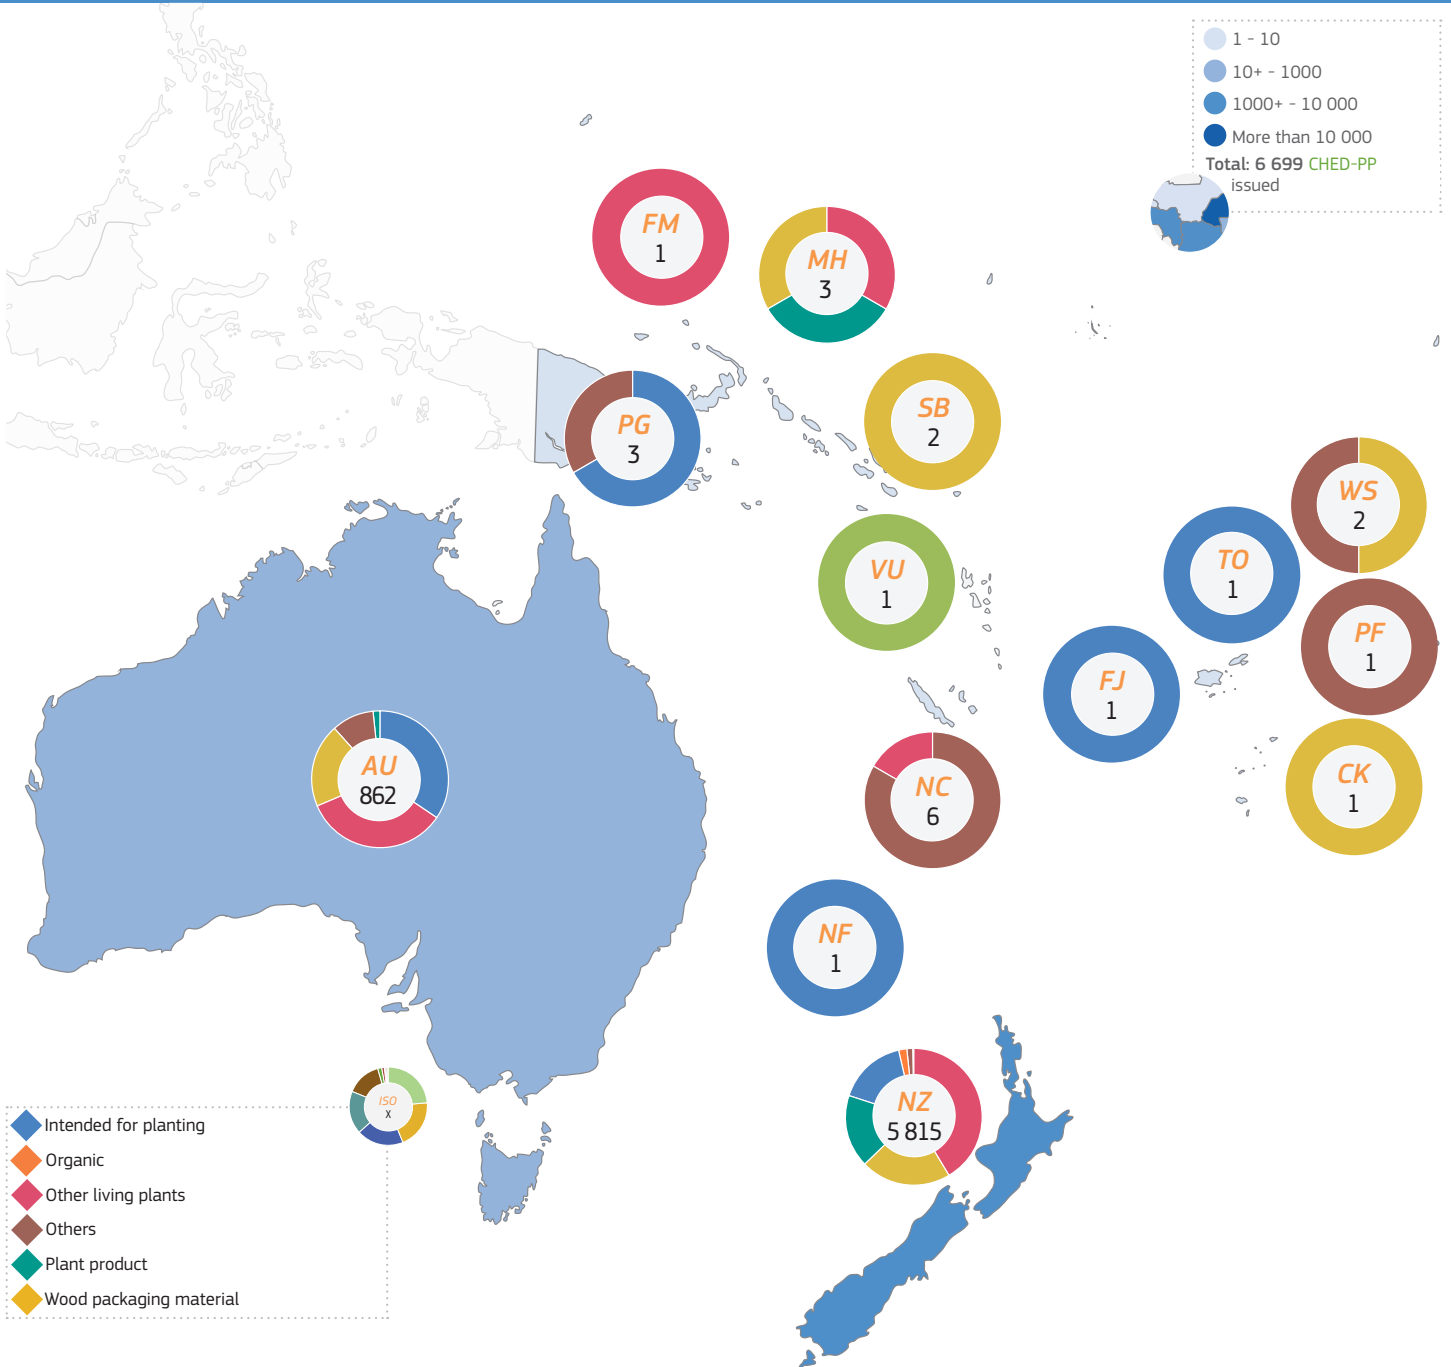 1 - 10
10+ - 1000
1000+ - 10 000
More than 10 000
Total: 6 699 CHED-PP
issued
FM
1
MH
3
SB
2
PG
3
WS
2
TO
1
VU
1
PF
1
FJ
1
AU
862
NC
6
CK
1
NF
1
NZ
5 815
ISO
x
Intended for planting
Organic
Other living plants
Others
Plant product
Wood packaging material